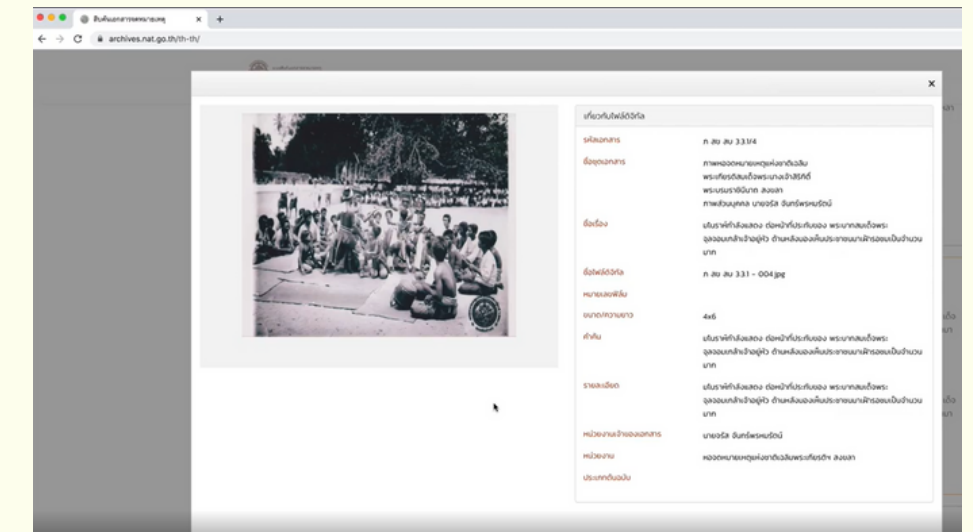 สืบค้นเอกสารจดหมายเหตุ
archives.nat.go.th/th-th/
เกี่ยวกับไฟล์ดิจิทัล
รหัสเอกสาร
ภ สข สบ 3.3.1/4
ชื่อชุดเอกสาร
ภาพหอจดหมายเหตุแห่งชาติเฉลิม
พระเกียรติสมเด็จพระนางเจ้าสิริกิติ์
พระบรมราชินีนาถ สงขลา
ภาพส่วนบุคคล นายจรัส จันทร์พรหมรัตน์
ชื่อเรื่อง
มโนราห์กำลังแสดง ต่อหน้าที่ประทับของ พระบาทสมเด็จพระ
จุลจอมเกล้าเจ้าอยู่หัว ด้านหลังมองเห็นประชาชนมาเฝ้ารอชมเป็นจำนวน
มาก
ชื่อไฟล์ดิจิทัล
ภ สข สบ 3.3.1 - 004.jpg
หมายเลขฟิล์ม
ขนาด/ความยาว
4x6
คำค้น
มโนราห์กำลังแสดง ต่อหน้าที่ประทับของ พระบาทสมเด็จพระ
จุลจอมเกล้าเจ้าอยู่หัว ด้านหลังมองเห็นประชาชนมาเฝ้ารอชมเป็นจำนวน
มาก
รายละเอียด
มโนราห์กำลังแสดง ต่อหน้าที่ประทับของ พระบาทสมเด็จพระ
จุลจอมเกล้าเจ้าอยู่หัว ด้านหลังมองเห็นประชาชนมาเฝ้ารอชมเป็นจำนวน
มาก
หน่วยงานเจ้าของเอกสาร
นายจรัส จันทร์พรหมรัตน์
หน่วยงาน
หอจดหมายเหตุแห่งชาติเฉลิมพระเกียรติฯ สงขลา
ประเภทต้นฉบับ